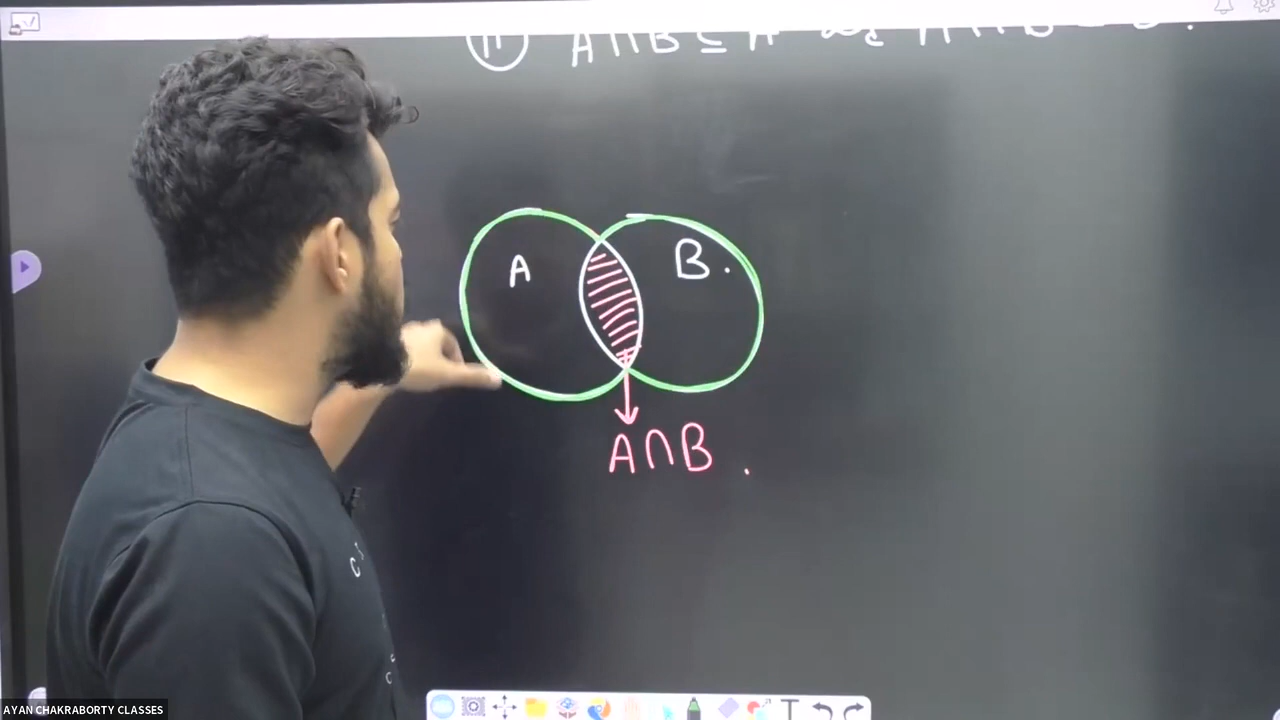 A∩B ⊆ A
A
B.
A∩B .
AYAN CHAKRABORTY CLASSES